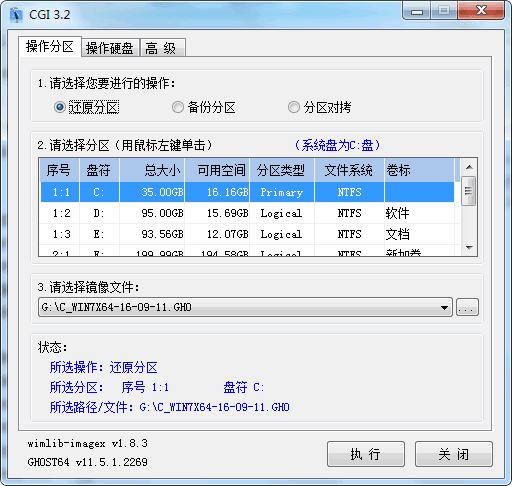 CGI 3.2
操作分区 操作硬盘 高 级
1.请选择您要进行的操作:
还原分区 备份分区 分区对拷
2.请选择分区（用鼠标左键单击） （系统盘为C:盘）
序号 盘符 总大小 可用空间 分区类型 文件系统 卷标
1:1 C: 35.00GB 16.16GB Primary NTFS
1:2 D: 95.00GB 15.69GB Logical NTFS 软件
1:3 E: 93.56GB 12.07GB Logical NTFS 文档
2:1 F: 199.99GB 194.58GB Logical NTFS 新加卷
3.请选择镜像文件:
G:\C_WIN7X64-16-09-11.GHO ...
状态:
所选操作: 还原分区
所选分区: 序号 1:1 盘符 C:
所选路径/文件: G:\C_WIN7X64-16-09-11.GHO
wimlib-imagex v1.8.3
GHOST64 v11.5.1.2269
执 行 关 闭